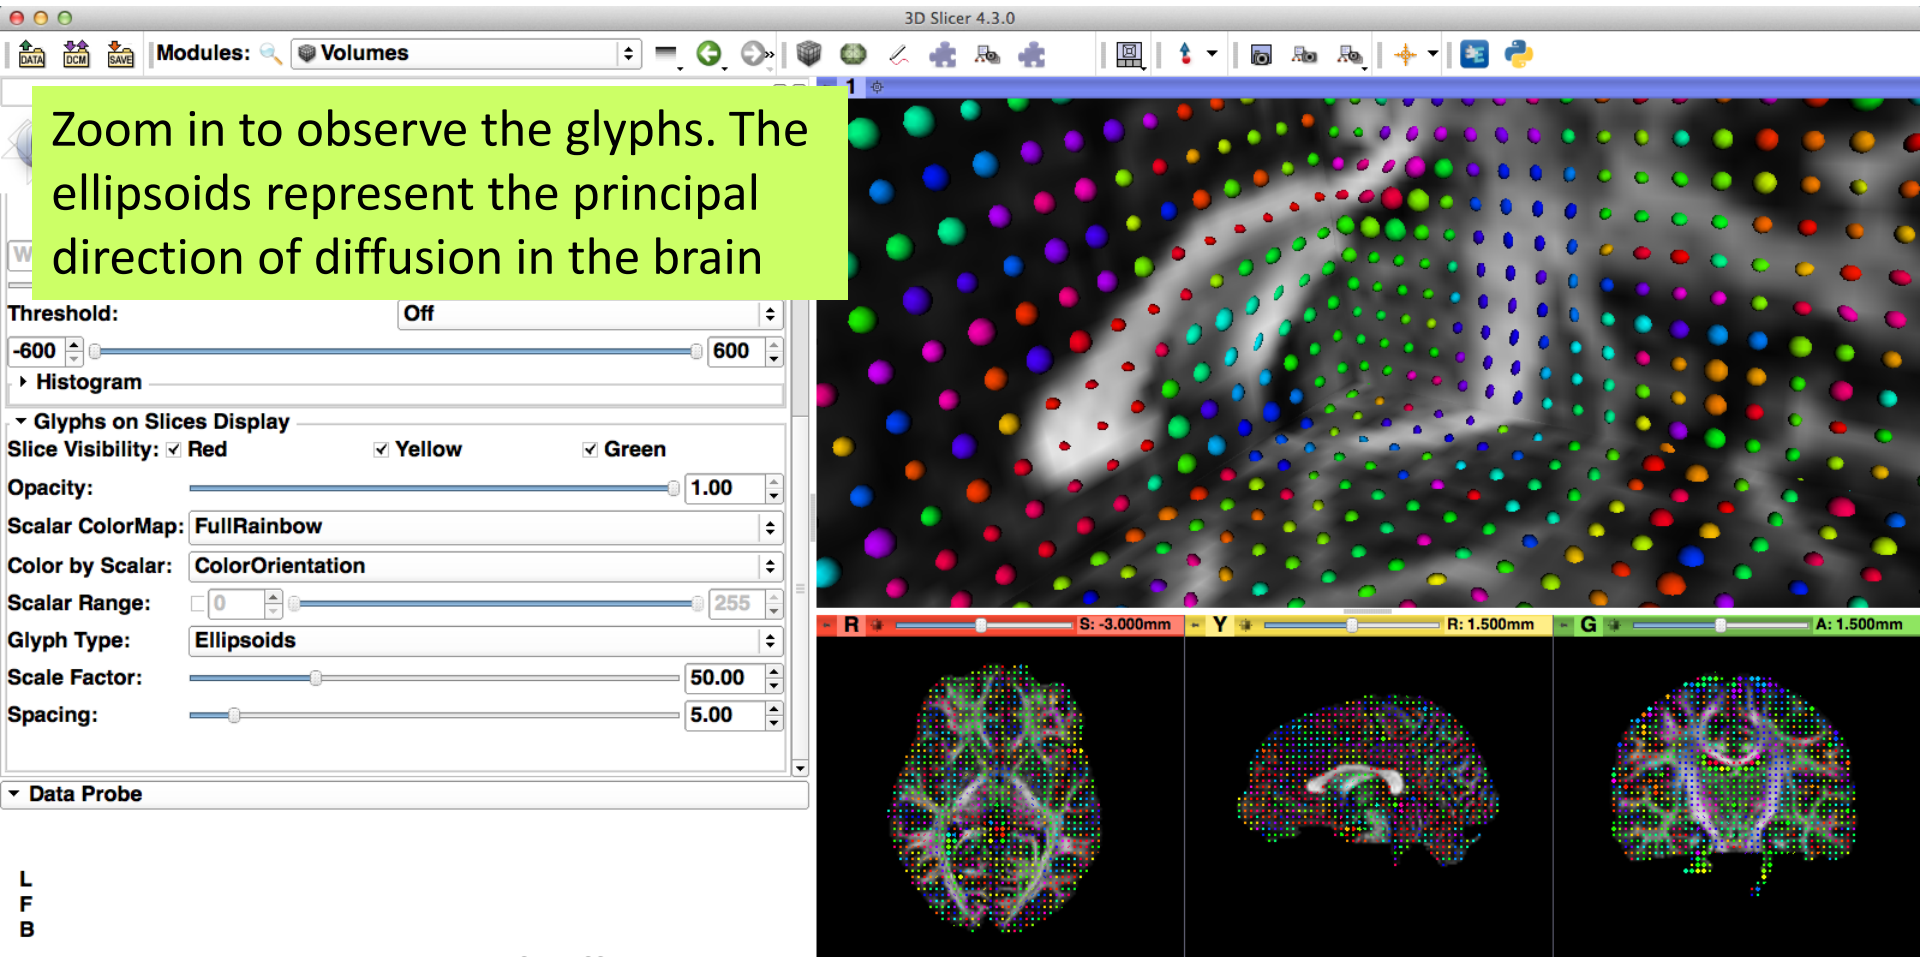 3D Slicer 4.3.0
DATA DCM SAVE Modules: Volumes »
1
Zoom in to observe the glyphs. The
ellipsoids represent the principal
direction of diffusion in the brain
W
Threshold: Off
-600 600
Histogram
Glyphs on Slices Display
Slice Visibility: Red Yellow Green
Opacity: 1.00
Scalar ColorMap: FullRainbow
Color by Scalar: ColorOrientation
Scalar Range: 0 255
Glyph Type: Ellipsoids
Scale Factor: 50.00
Spacing: 5.00
Data Probe
L
F
B
R S: -3.000mm
Y R: 1.500mm
G A: 1.500mm